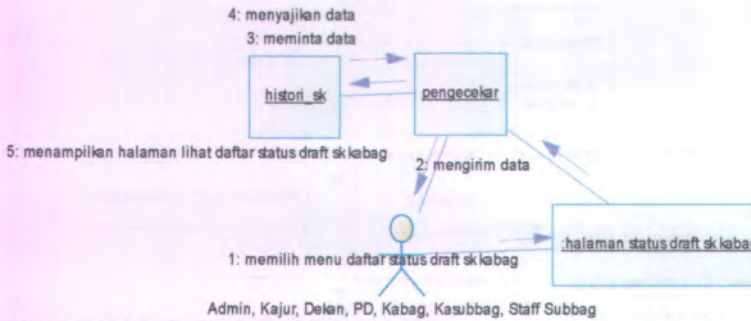 4: menyajikan data
3: meminta data
histori_sk
pengecekar
5: menampilkan halaman lihat daftar status draft sk kabag
2: mengirim data
1: memilih menu daftar status draft sk kabag
:halaman status draft sk kabag
Admin, Kajur, Dekan, PD, Kabag, Kasubbag, Staff Subbag